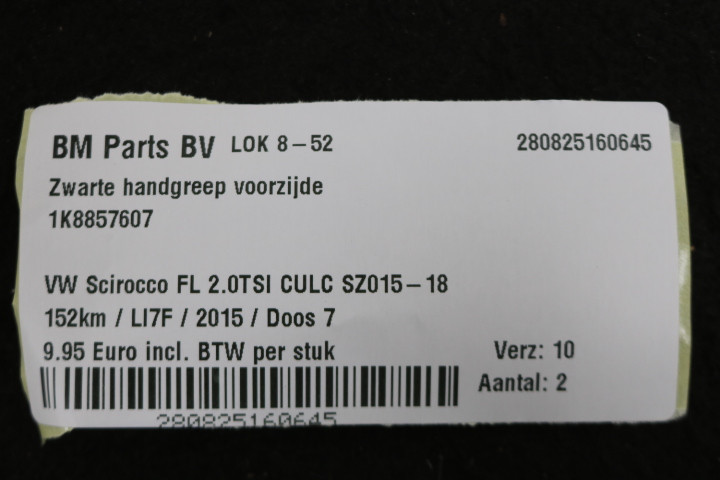 BM Parts BV LOK 8-52 280825160645
Zwarte handgreep voorzijde
1K8857607
VW Scirocco FL 2.0TSI CULC SZ015-18
152km / LI7F / 2015 / Doos 7
9.95 Euro incl. BTW per stuk Verz: 10
Aantal: 2
280825160645